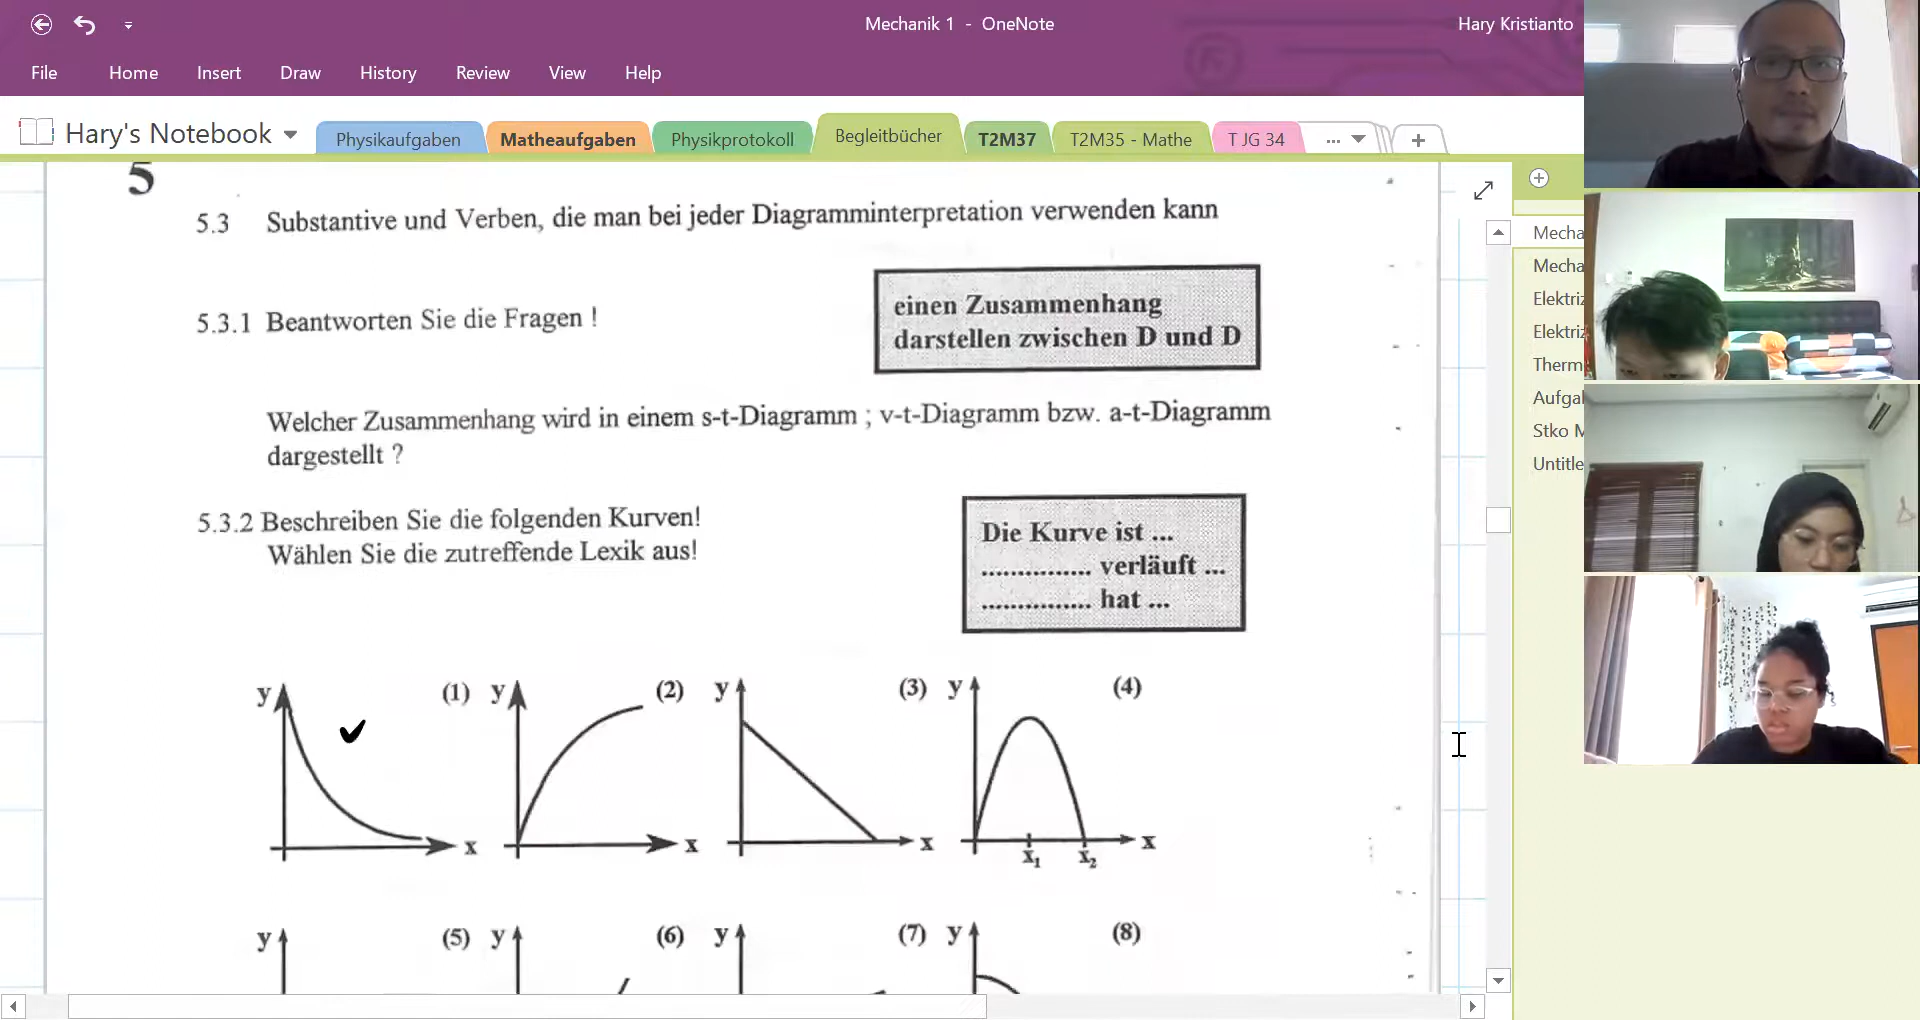 Mechanik 1 - OneNote
Hary Kristianto
File Home Insert Draw History Review View Help
Hary's Notebook
Physikaufgaben Matheaufgaben Physikprotokoll Begleitbücher T2M37 T2M35 - Mathe T JG 34 ...
5
5.3 Substantive und Verben, die man bei jeder Diagramminterpretation verwenden kann
5.3.1 Beantworten Sie die Fragen !
einen Zusammenhang
darstellen zwischen D und D
Welcher Zusammenhang wird in einem s-t-Diagramm ; v-t-Diagramm bzw. a-t-Diagramm
dargestellt ?
5.3.2 Beschreiben Sie die folgenden Kurven!
Wählen Sie die zutreffende Lexik aus!
Die Kurve ist ...
............... verläuft ...
............... hat ...
y (1) y (2) y (3) y (4)
x x x x₁ x₂ x
y (5) y (6) y (7) y (8)
Mecha
Mecha
Elektriz
Elektriz
Therm
Aufgal
Stko M
Untitle